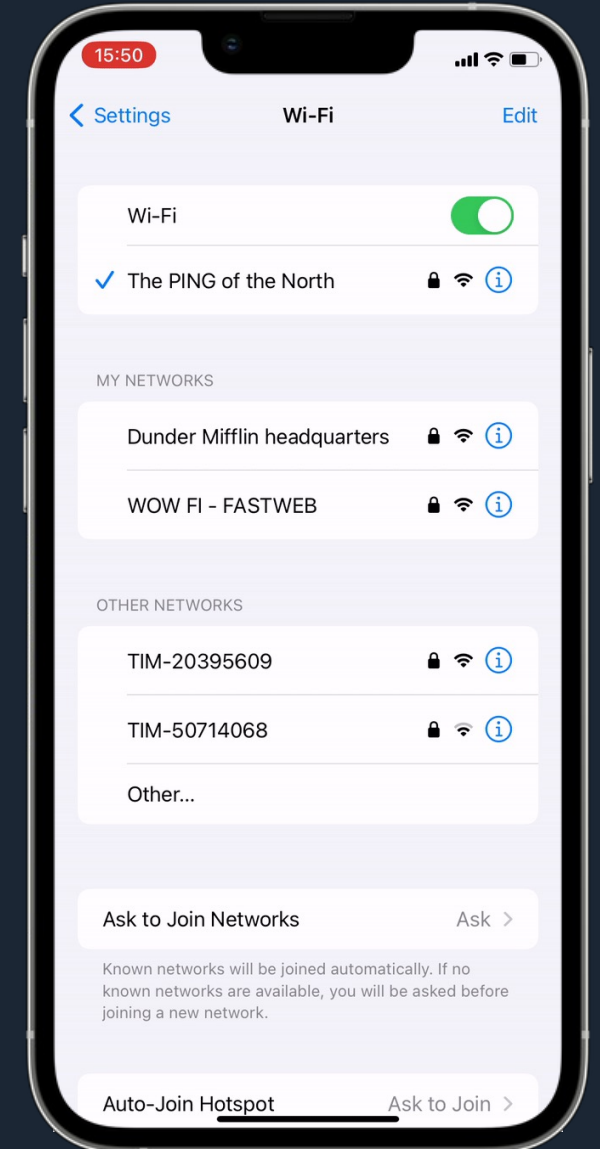 15:50
Settings
Wi-Fi
Edit
Wi-Fi
The PING of the North
MY NETWORKS
Dunder Mifflin headquarters
WOW FI - FASTWEB
OTHER NETWORKS
TIM-20395609
TIM-50714068
Other...
Ask to Join Networks Ask
Known networks will be joined automatically. If no
known networks are available, you will be asked before
joining a new network.
Auto-Join Hotspot Ask to Join